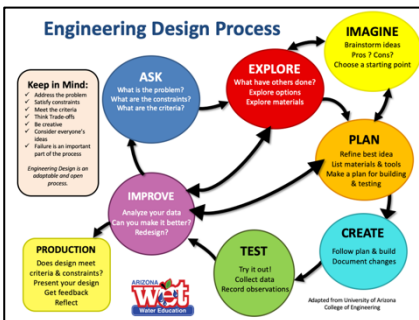 Engineering Design Process
Keep in Mind:
✓ Address the problem
✓ Satisfy constraints
✓ Meet the criteria
✓ Think Trade-offs
✓ Be creative
✓ Consider everyone's
ideas
✓ Failure is an important
part of the process
Engineering Design is an
adaptable and open
process.
ASK
What is the problem?
What are the constraints?
What are the criteria?
EXPLORE
What have others done?
Explore options
Explore materials
IMAGINE
Brainstorm ideas
Pros ? Cons?
Choose a starting point
PLAN
Refine best idea
List materials & tools
Make a plan for building
& testing
CREATE
Follow plan & build
Document changes
TEST
Try it out!
Collect data
Record observations
IMPROVE
Analyze your data
Can you make it better?
Redesign?
PRODUCTION
Does design meet
criteria & constraints?
Present your design
Get feedback
Reflect
ARIZONA
wet
Water Education
Adapted from University of Arizona
College of Engineering